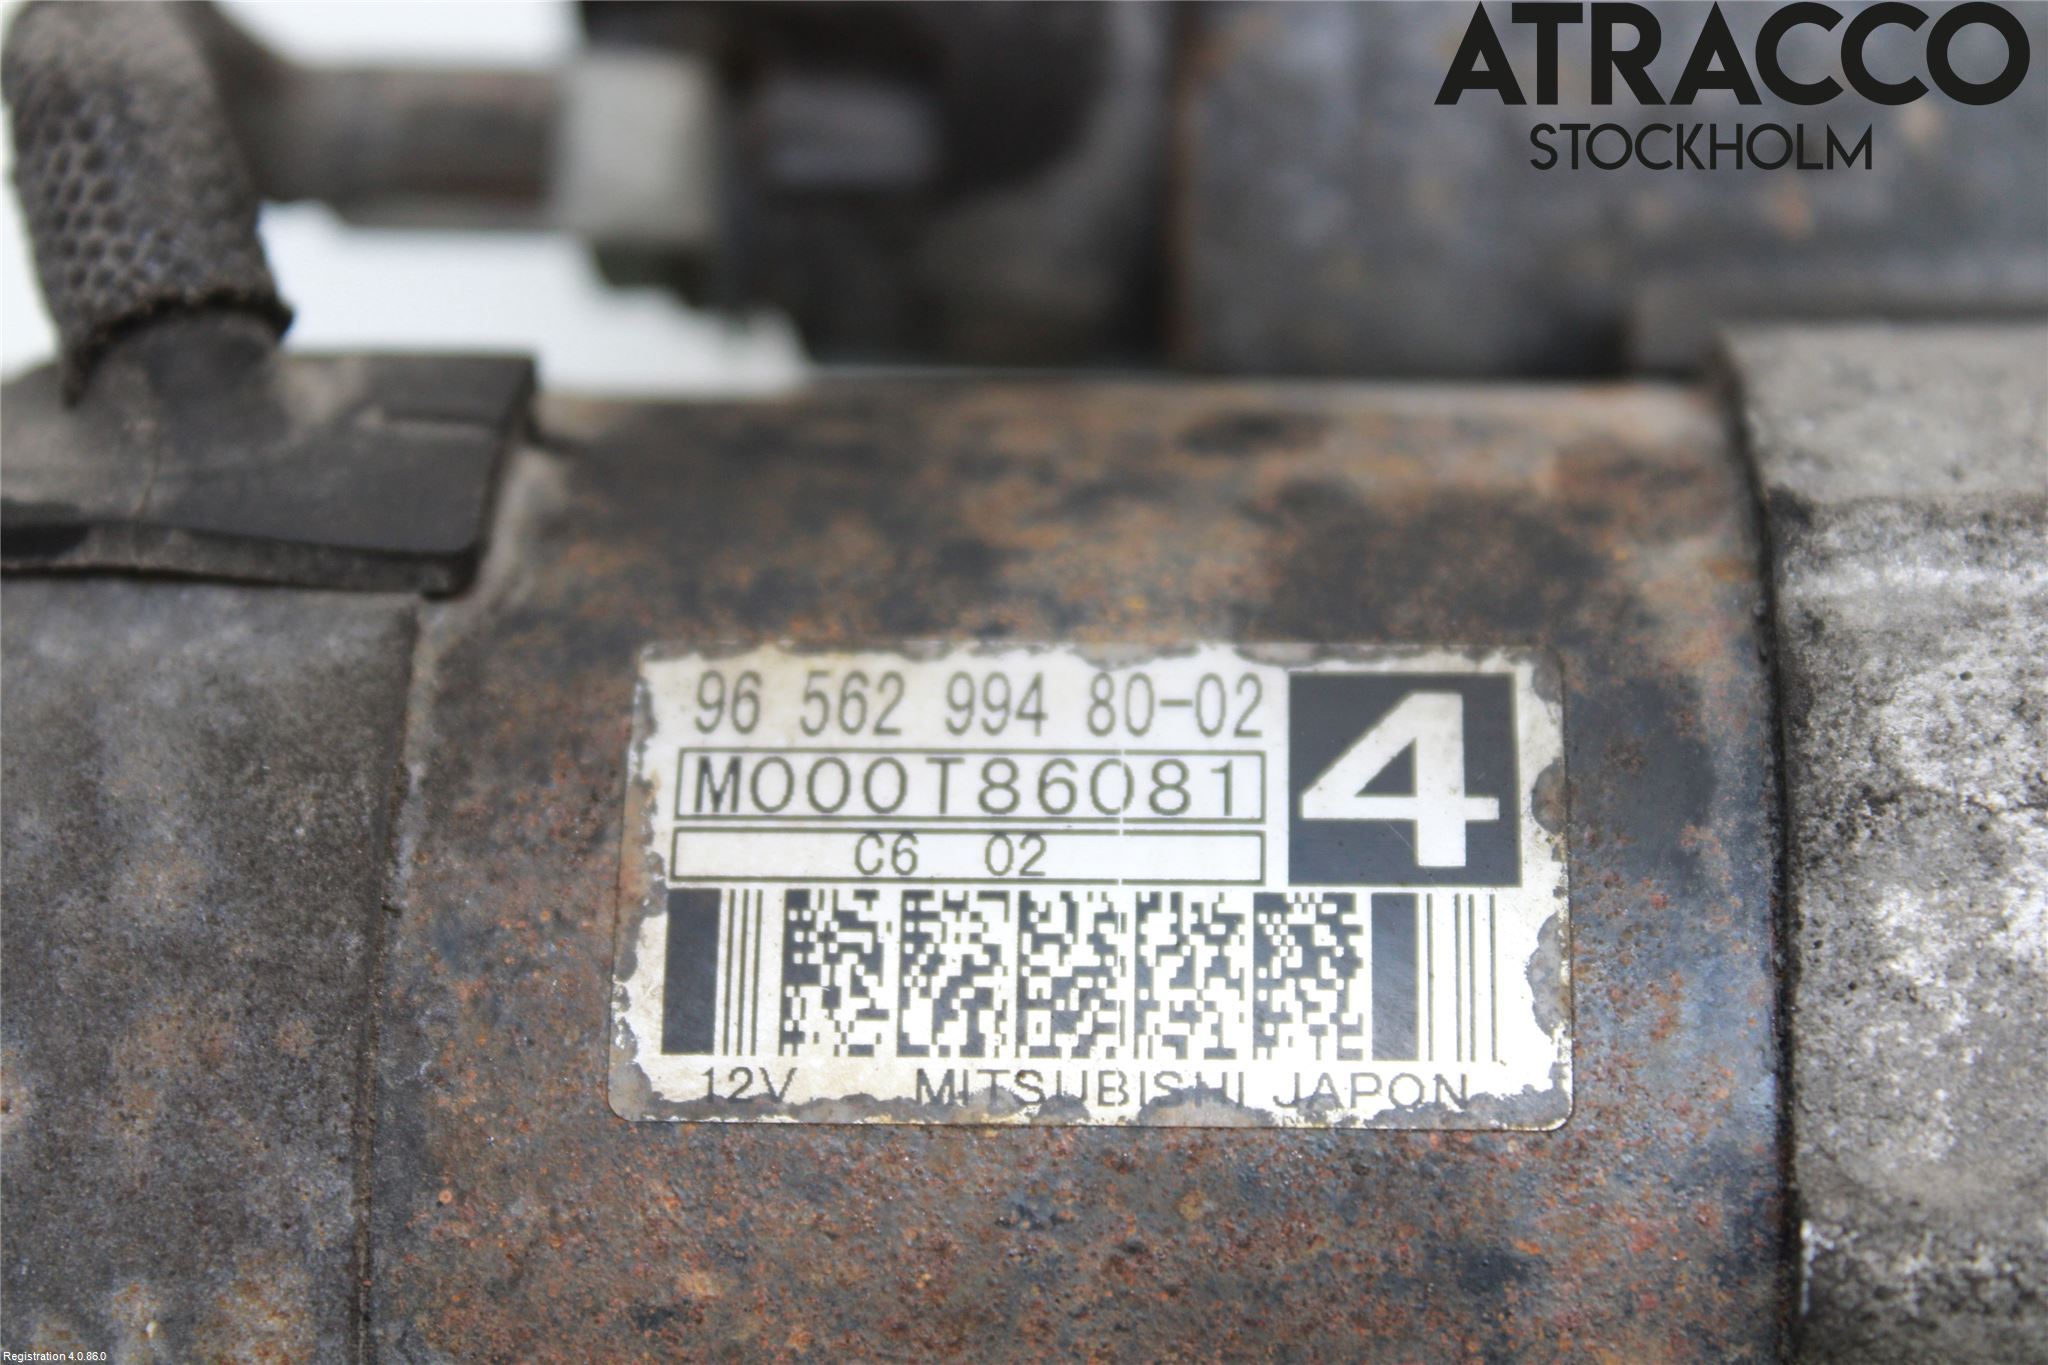 ATRACCO
STOCKHOLM
96 562 994 80-02
4
M000T86081
C6 02
12V MITSUBISHI JAPON
Registration 4.0.86.0